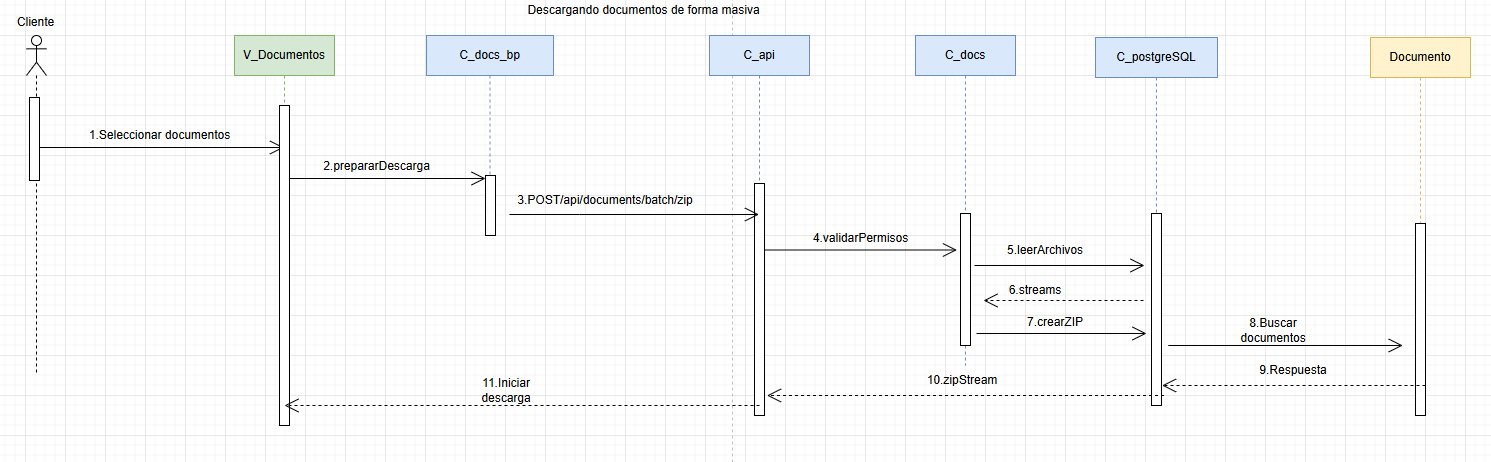 Descargando documentos de forma masiva
Cliente
V_Documentos
C_docs_bp
C_api
C_docs
C_postgreSQL
Documento
1.Seleccionar documentos
2.prepararDescarga
3.POST/api/documents/batch/zip
4.validarPermisos
5.leerArchivos
6.streams
7.crearZIP
8.Buscar
documentos
9.Respuesta
10.zipStream
11.Iniciar
descarga